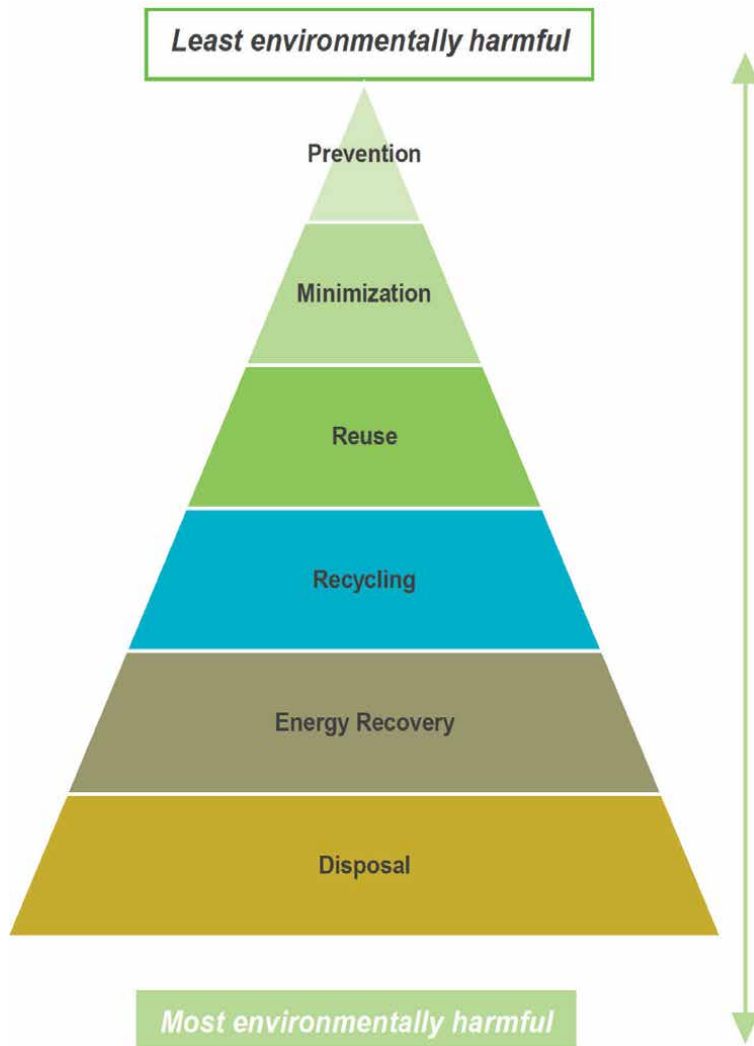 Least environmentally harmful
Prevention
Minimization
Reuse
Recycling
Energy Recovery
Disposal
Most environmentally harmful